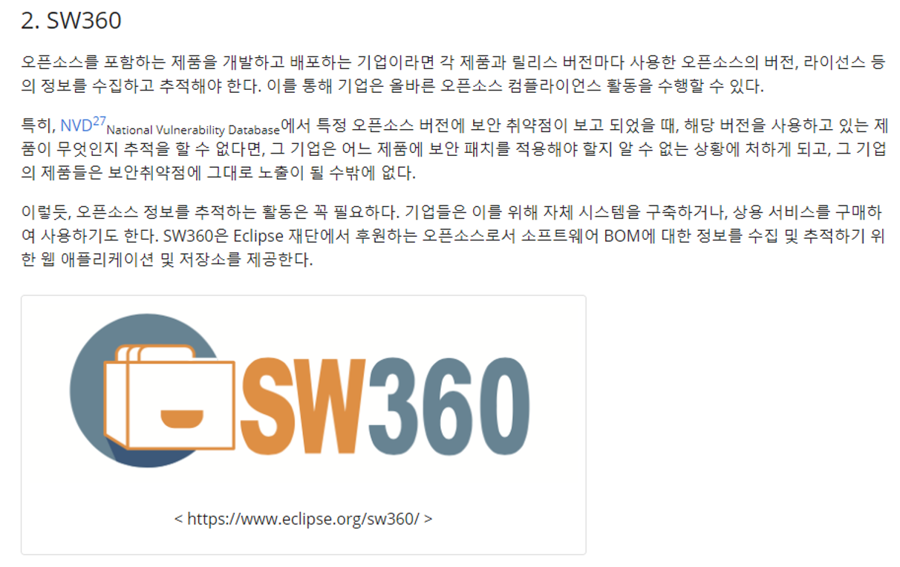 2. SW360
오픈소스를 포함하는 제품을 개발하고 배포하는 기업이라면 각 제품과 릴리스 버전마다 사용한 오픈소스의 버전, 라이선스 등
의 정보를 수집하고 추적해야 한다. 이를 통해 기업은 올바른 오픈소스 컴플라이언스 활동을 수행할 수 있다.
특히, NVD27National Vulnerability Database에서 특정 오픈소스 버전에 보안 취약점이 보고 되었을 때, 해당 버전을 사용하고 있는 제
품이 무엇인지 추적을 할 수 없다면, 그 기업은 어느 제품에 보안 패치를 적용해야 할지 알 수 없는 상황에 처하게 되고, 그 기업
의 제품들은 보안취약점에 그대로 노출이 될 수밖에 없다.
이렇듯, 오픈소스 정보를 추적하는 활동은 꼭 필요하다. 기업들은 이를 위해 자체 시스템을 구축하거나, 상용 서비스를 구매하
여 사용하기도 한다. SW360은 Eclipse 재단에서 후원하는 오픈소스로서 소프트웨어 BOM에 대한 정보를 수집 및 추적하기 위
한 웹 애플리케이션 및 저장소를 제공한다.
SW360
< https://www.eclipse.org/sw360/ >